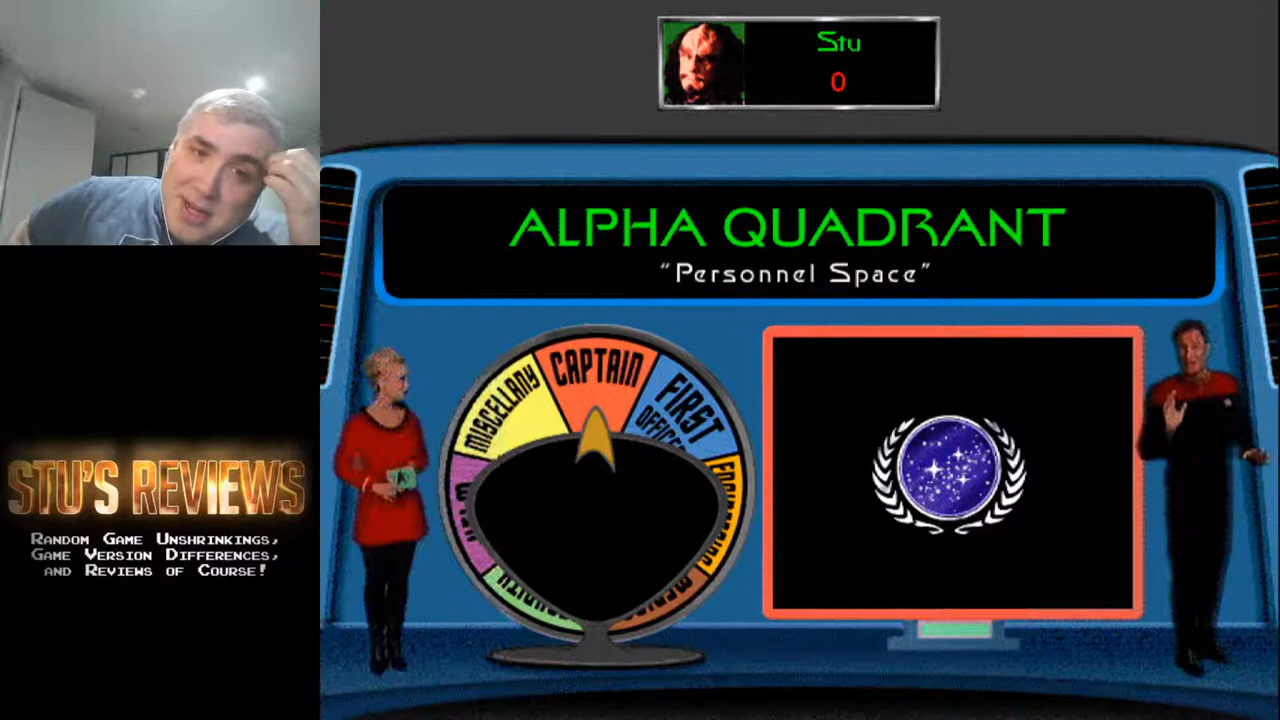 Stu
0
ALPHA QUADRANT
"Personnel Space"
MISCELLANY
CAPTAIN
FIRST
STU'S REVIEWS
Random Game Unshrinkings,
Game Version Differences,
and Reviews of Course!